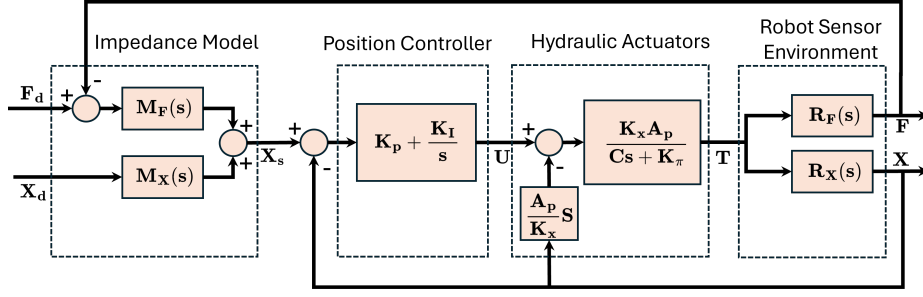 Impedance Model
Position Controller
Hydraulic Actuators
Robot Sensor
Environment
F_d
+
-
M_F(s)
+
+
X_d
M_X(s)
X_s
+
-
K_p + K_I/s
U
+
-
K_x A_p
Cs + K_π
A_p/K_x S
T
R_F(s)
F
R_X(s)
X